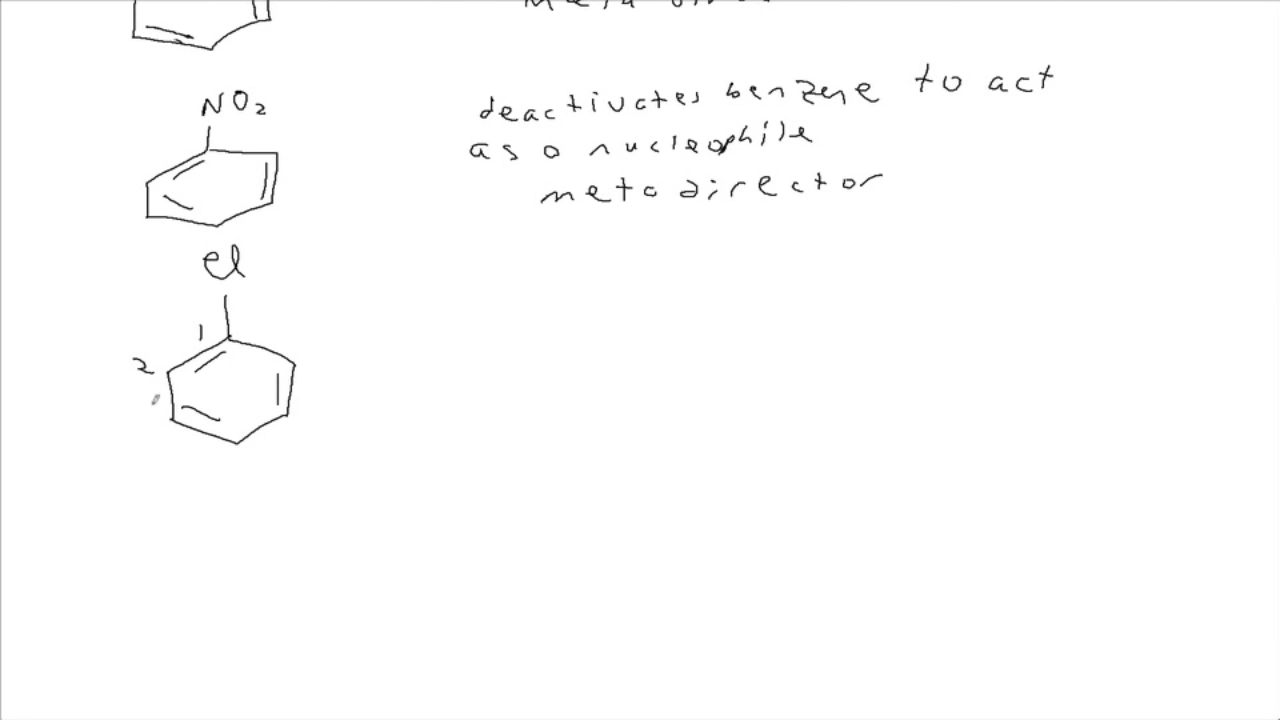 NO2
deactivates benzene to act
as a nucleophile
meta director
Cl
1
2